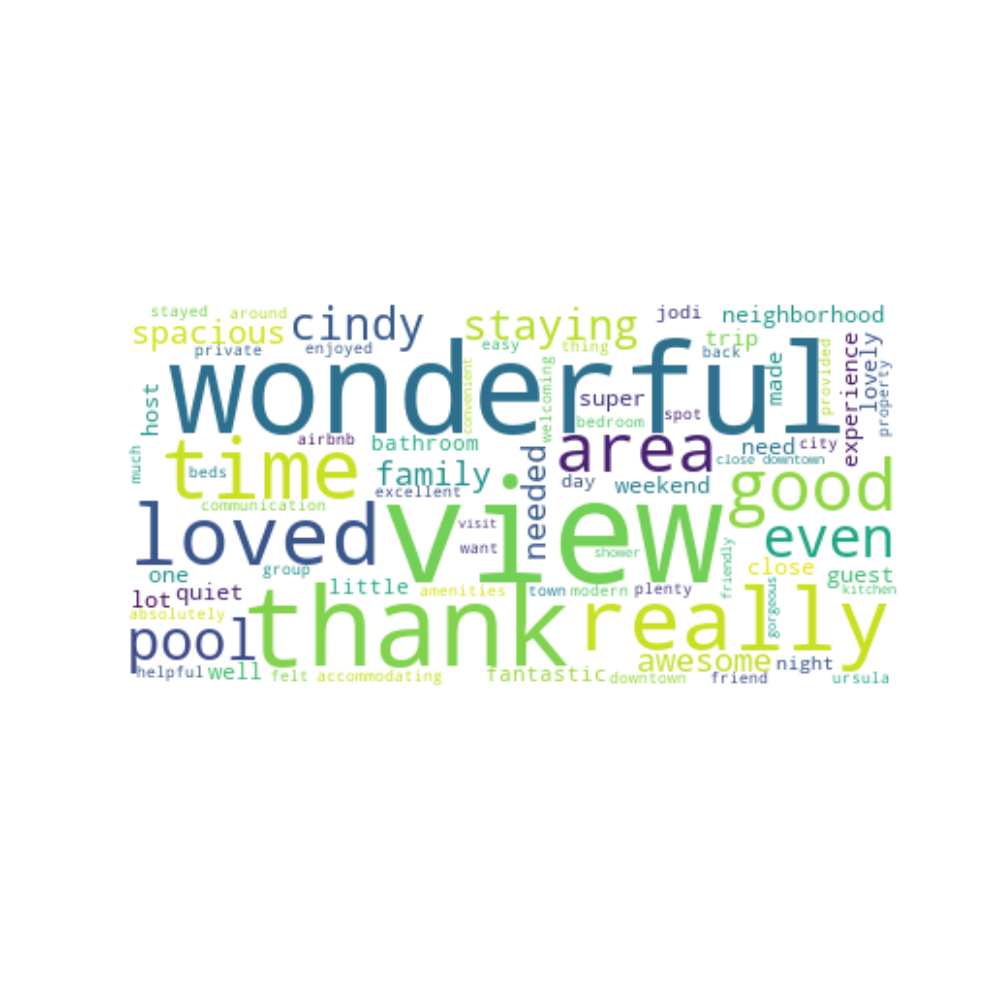 stayed around cindy staying jodi neighborhood
spacious private enjoyed easy thing trip back
wonderful
convenient welcoming super bedroom spot made provided experience lovely property
host much time airbnb bathroom area need city
beds family needed close downtown
communication excellent day weekend good
loved view visit want shower friendly even
one group little amenities town modern plenty close gorgeous guest kitchen
lot quiet absolutely
pool thank really
helpful well felt accommodating fantastic downtown awesome friend night ursula